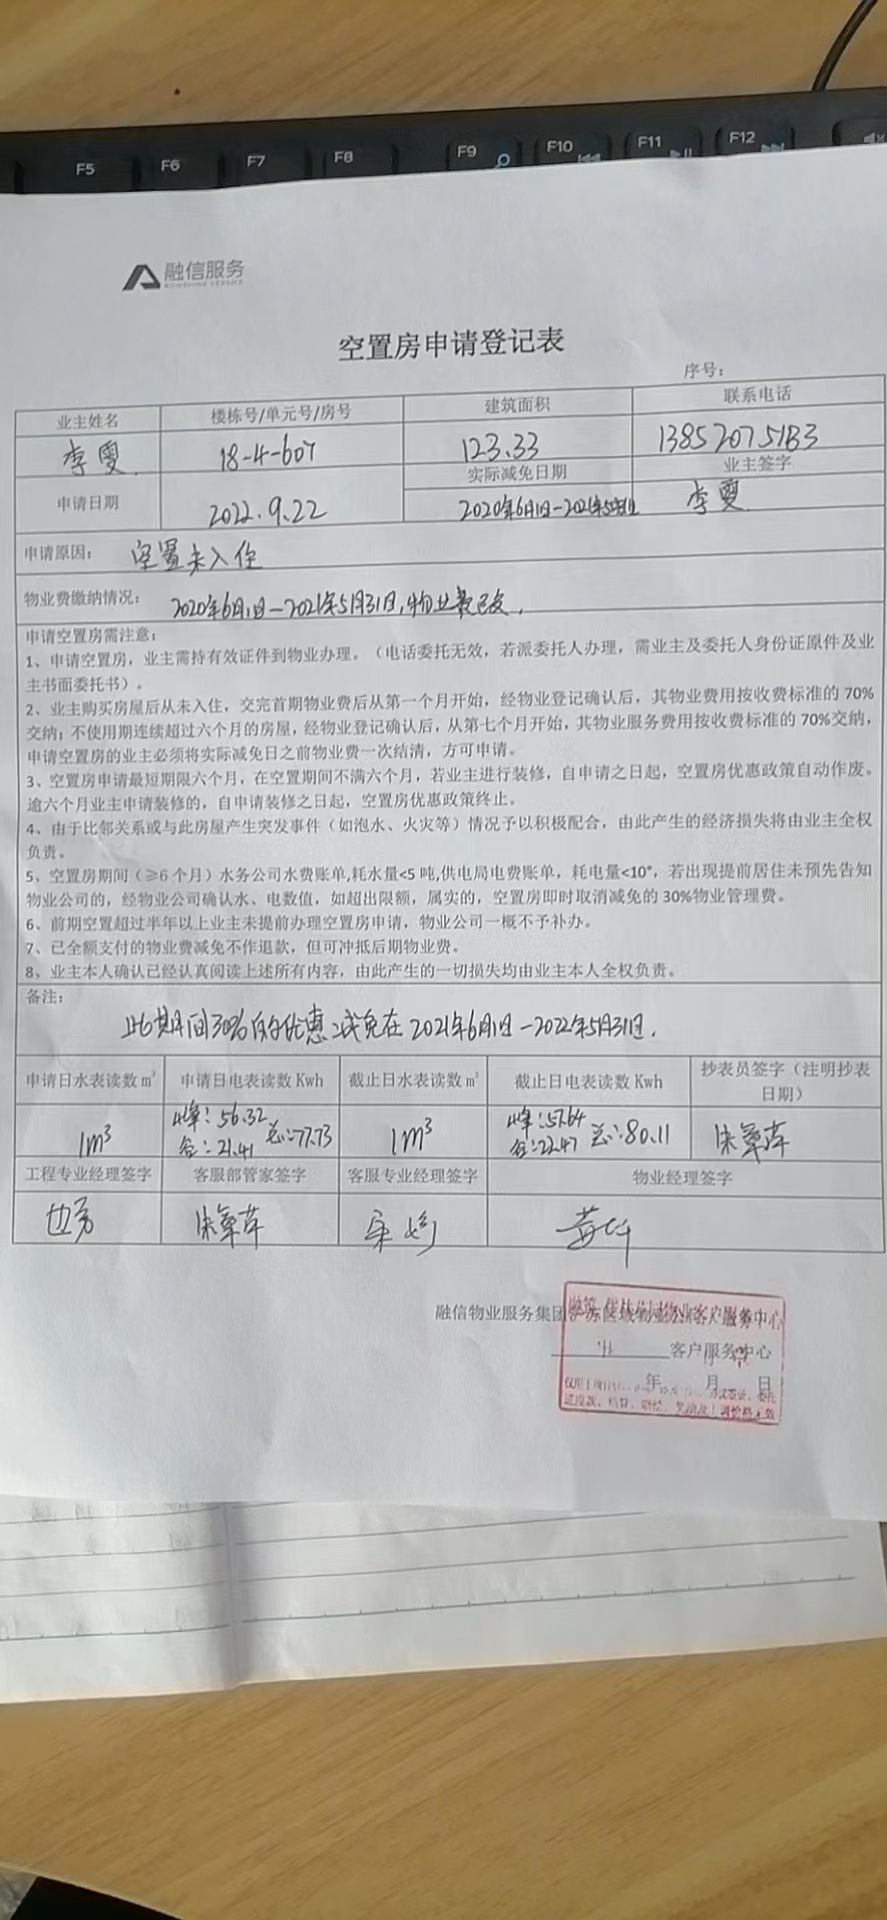 F5 F6 F7 F8 F9 F10 F11 F12
融信服务
RONSHINE SERVICE
空置房申请登记表
序号：
业主姓名 楼栋号/单元号/房号 建筑面积 联系电话
李雯 18-4-607 123.33 13852075183
实际减免日期 业主签字
申请日期 2022.9.22 2020年6月1日-2021年5月31日 李雯
申请原因： 空置未入住
物业费缴纳情况： 2020年6月1日-2021年5月31日,物业费已交.
申请空置房需注意：
1、申请空置房，业主需持有效证件到物业办理。（电话委托无效，若派委托人办理，需业主及委托人身份证原件及业
主书面委托书）。
2、业主购买房屋后从未入住，交完首期物业费后从第一个月开始，经物业登记确认后，其物业费用按收费标准的 70%
交纳；不使用期连续超过六个月的房屋，经物业登记确认后，从第七个月开始，其物业服务费用按收费标准的 70%交纳，
申请空置房的业主必须将实际减免日之前物业费一次结清，方可申请。
3、空置房申请最短期限六个月，在空置期间不满六个月，若业主进行装修，自申请之日起，空置房优惠政策自动作废。
逾六个月业主申请装修的，自申请装修之日起，空置房优惠政策终止。
4、由于比邻关系或与此房屋产生突发事件（如泡水、火灾等）情况予以积极配合，由此产生的经济损失将由业主全权
负责。
5、空置房期间（≥6 个月）水务公司水费账单,耗水量<5 吨,供电局电费账单，耗电量<10°，若出现提前居住未预先告知
物业公司的，经物业公司确认水、电数值，如超出限额，属实的，空置房即时取消减免的 30%物业管理费。
6、前期空置超过半年以上业主未提前办理空置房申请，物业公司一概不予补办。
7、已全额支付的物业费减免不作退款，但可冲抵后期物业费。
8、业主本人确认已经认真阅读上述所有内容，由此产生的一切损失均由业主本人全权负责。
备注：
此期间30%的优惠减免在2021年6月1日-2022年5月31日.
申请日水表读数 m³ 申请日电表读数 Kwh 截止日水表读数 m³ 截止日电表读数 Kwh 抄表员签字（注明抄表
日期）
1m³ 峰：56.32 谷：21.41 总：77.73 1m³ 峰：57.64 谷：22.47 总：80.11
工程专业经理签字 客服部管家签字 客服专业经理签字 物业经理签字
融信物业服务集团
客户服务中心
年 月 日